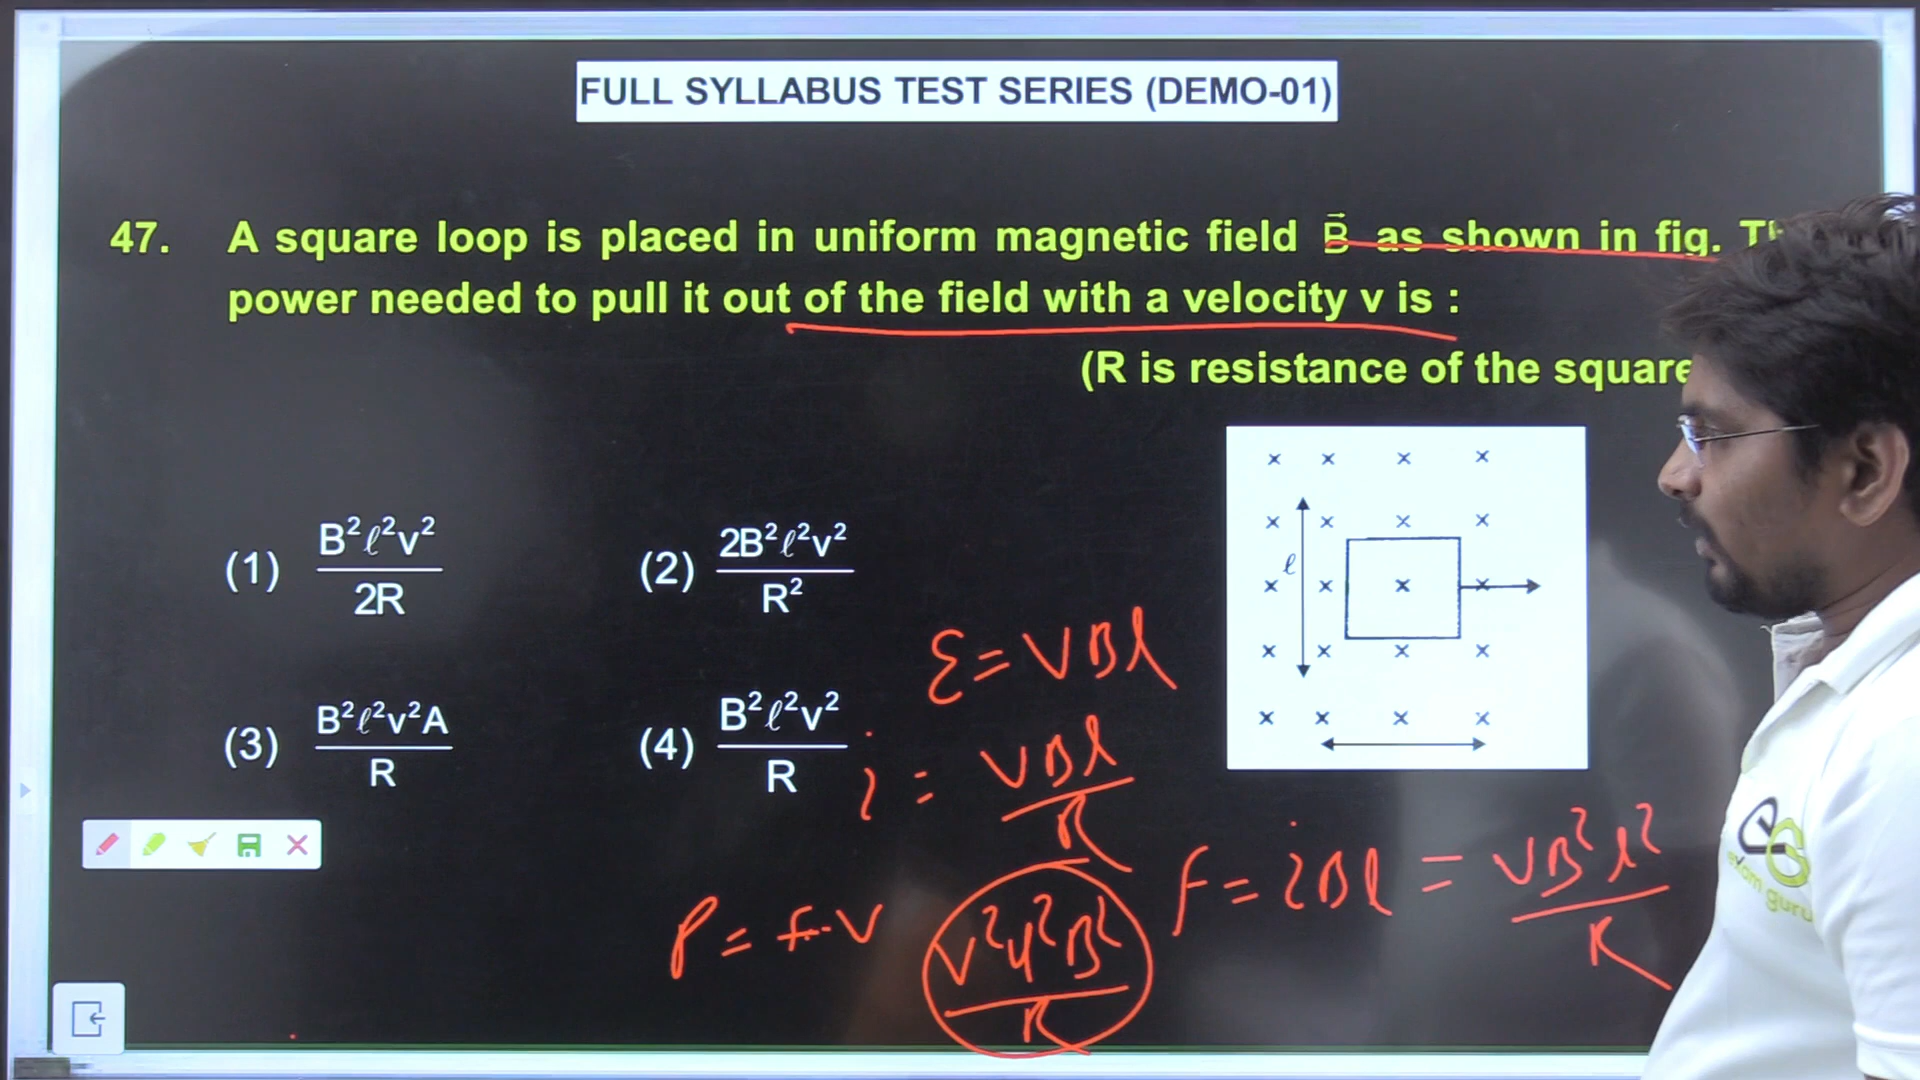 FULL SYLLABUS TEST SERIES (DEMO-01)
47. A square loop is placed in uniform magnetic field B⃗ as shown in fig.
power needed to pull it out of the field with a velocity v is :
(R is resistance of the square
(1) B²ℓ²v² / 2R
(2) 2B²ℓ²v² / R²
(3) B²ℓ²v²A / R
(4) B²ℓ²v² / R
ℓ
ε = VBl
i = VBl / R
F = iBl = VB²l² / R
P = F·V
V²l²B² / R
exam guru